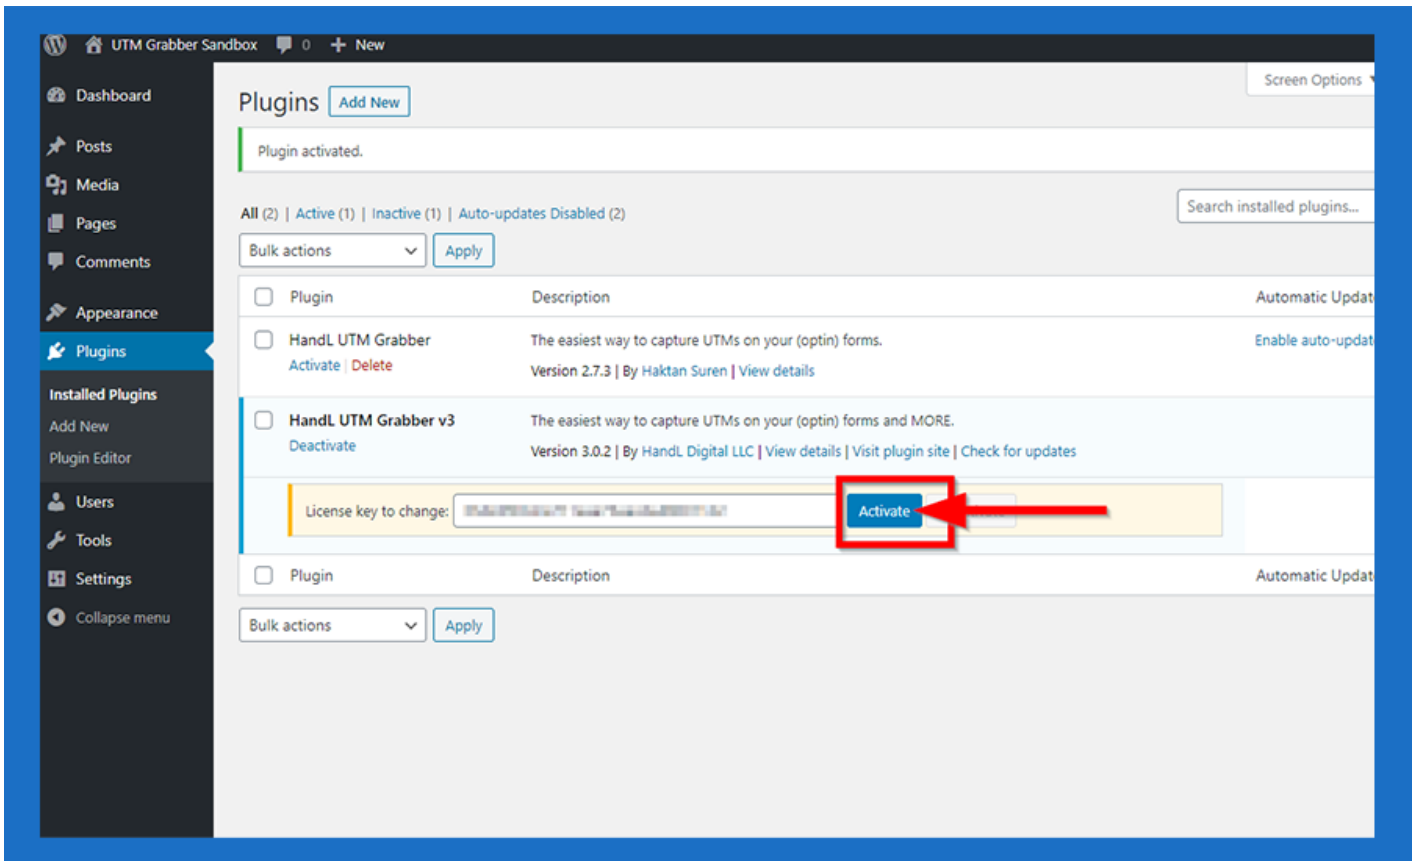 UTM Grabber Sandbox 0 + New
Screen Options
Dashboard
Posts
Media
Pages
Comments
Appearance
Plugins
Installed Plugins
Add New
Plugin Editor
Users
Tools
Settings
Collapse menu
Plugins Add New
Plugin activated.
All (2) | Active (1) | Inactive (1) | Auto-updates Disabled (2)
Search installed plugins...
Bulk actions Apply
Plugin Description Automatic Updat
HandL UTM Grabber The easiest way to capture UTMs on your (optin) forms. Enable auto-updat
Activate | Delete Version 2.7.3 | By Haktan Suren | View details
HandL UTM Grabber v3 The easiest way to capture UTMs on your (optin) forms and MORE.
Deactivate Version 3.0.2 | By HandL Digital LLC | View details | Visit plugin site | Check for updates
License key to change: Activate
Plugin Description Automatic Updat
Bulk actions Apply